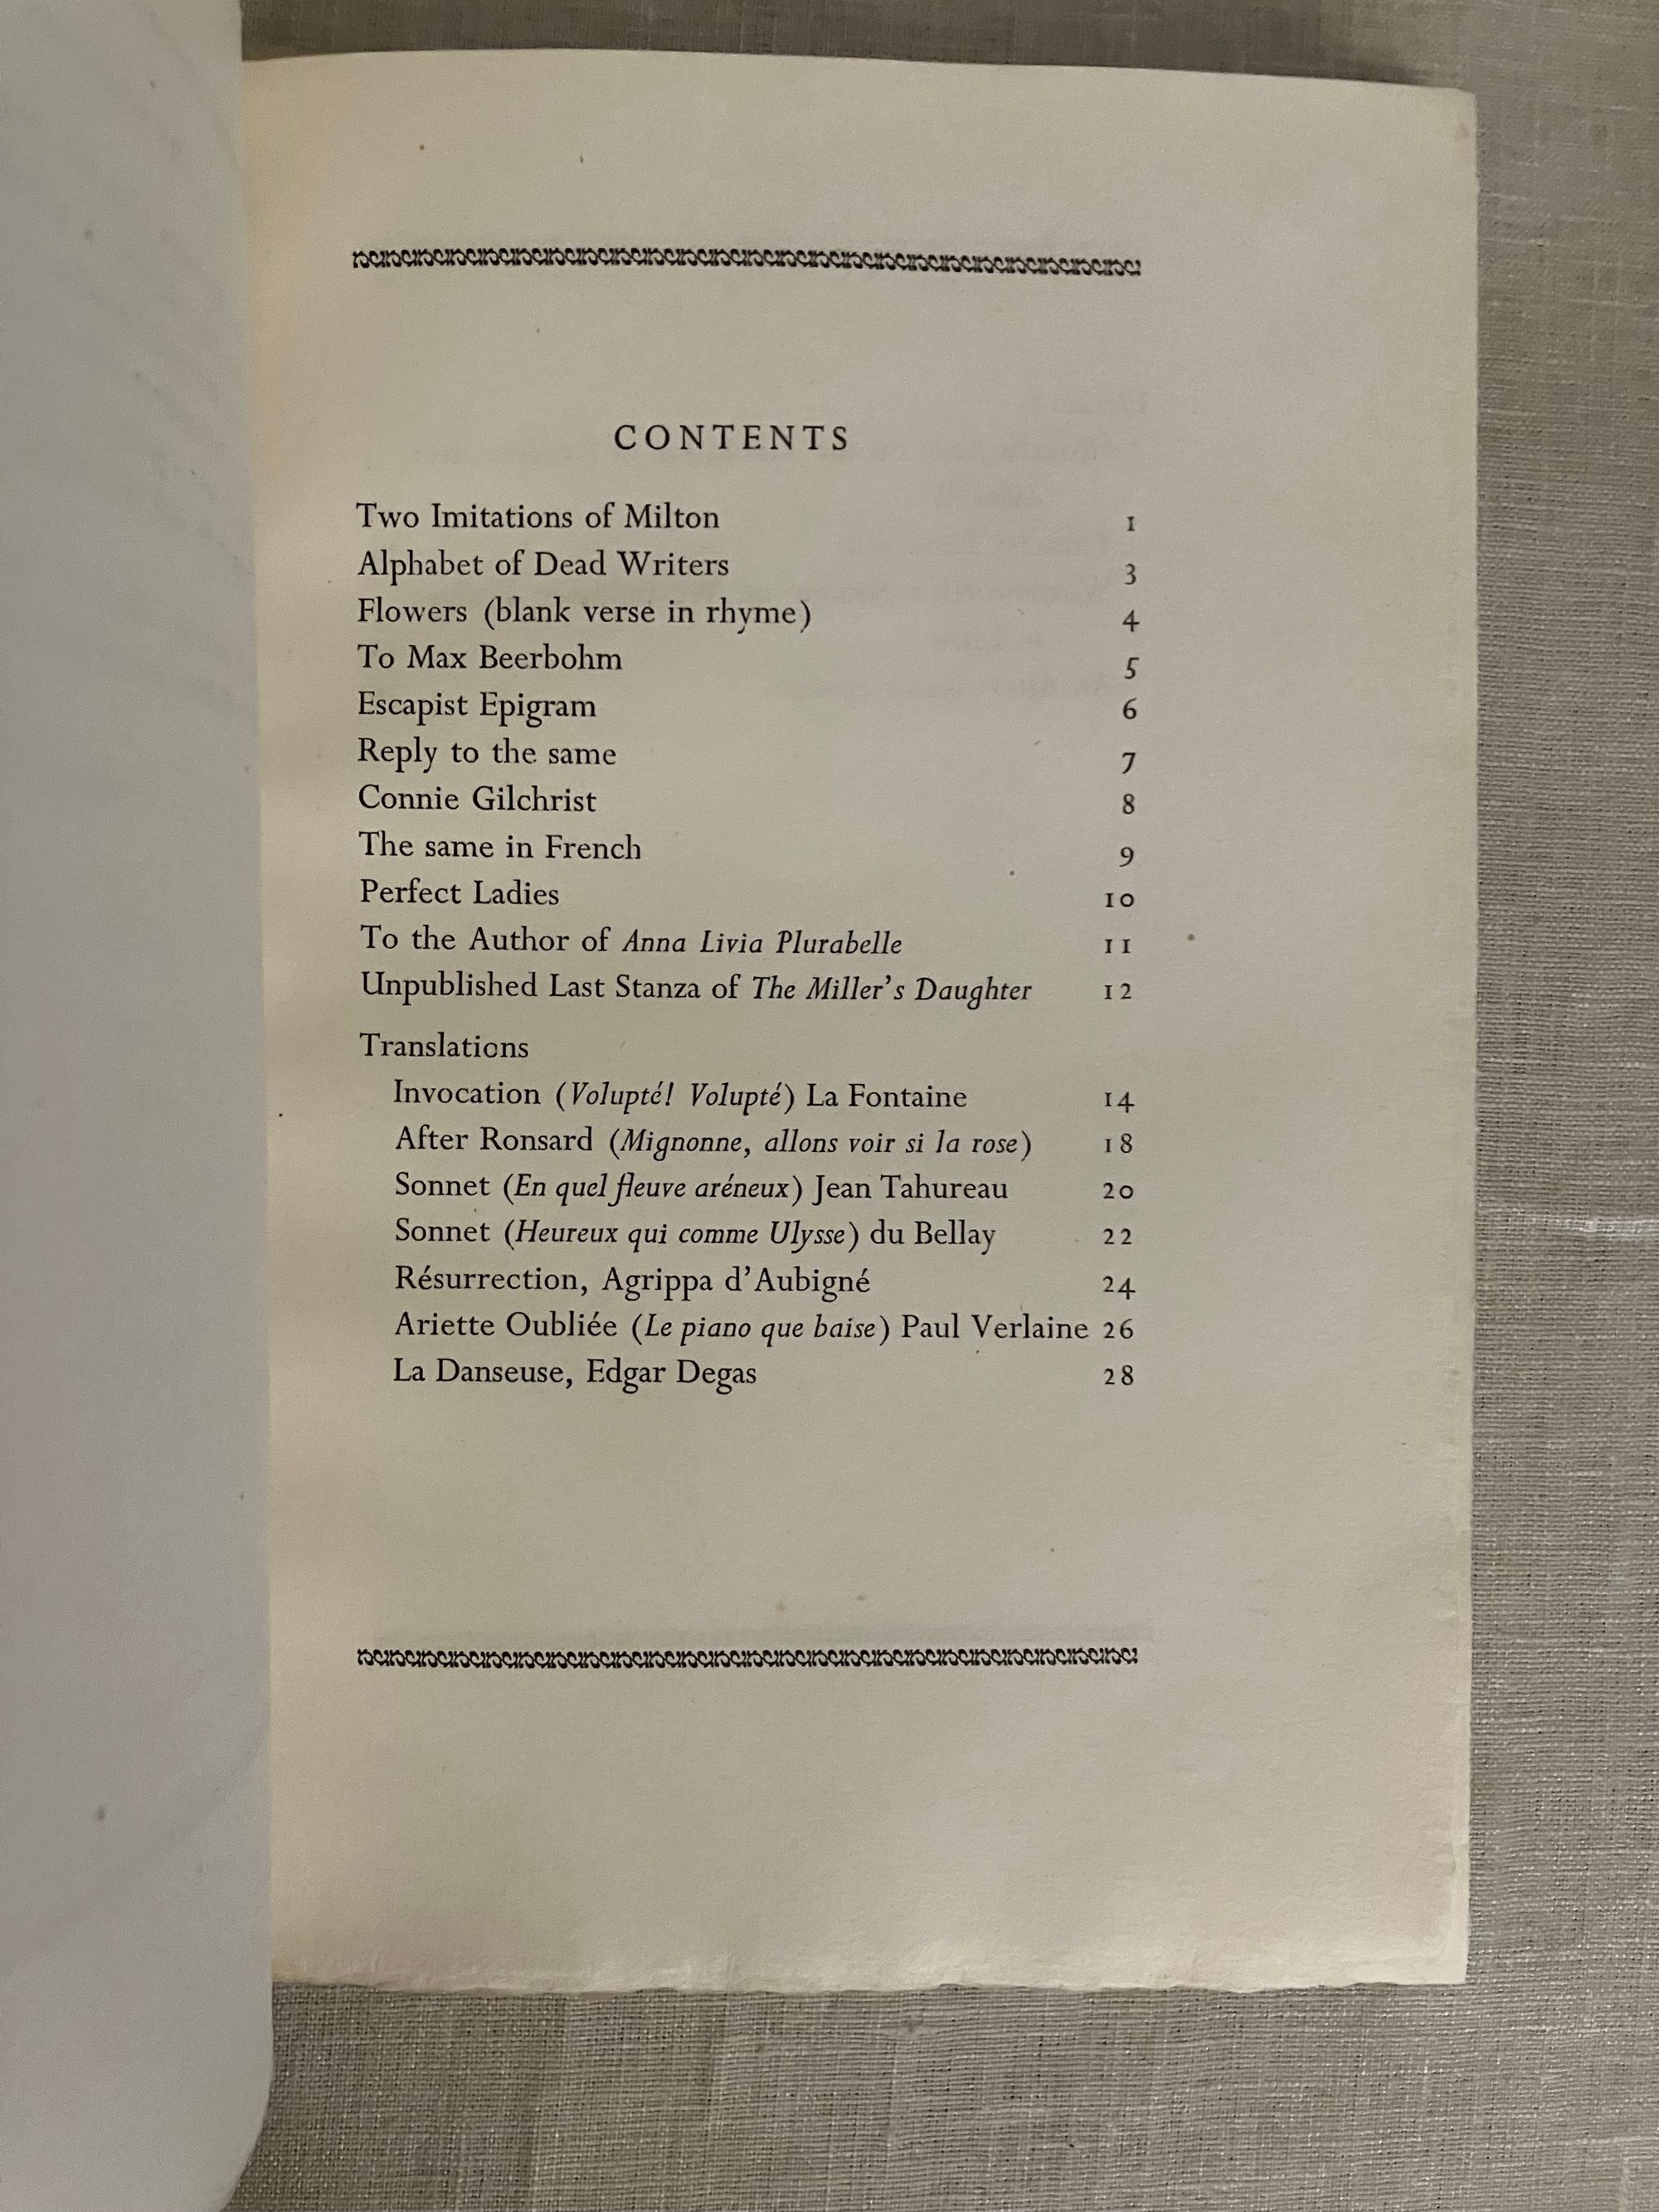 CONTENTS
Two Imitations of Milton 1
Alphabet of Dead Writers 3
Flowers (blank verse in rhyme) 4
To Max Beerbohm 5
Escapist Epigram 6
Reply to the same 7
Connie Gilchrist 8
The same in French 9
Perfect Ladies 10
To the Author of Anna Livia Plurabelle 11
Unpublished Last Stanza of The Miller's Daughter 12
Translations
Invocation (Volupté! Volupté) La Fontaine 14
After Ronsard (Mignonne, allons voir si la rose) 18
Sonnet (En quel fleuve aréneux) Jean Tahureau 20
Sonnet (Heureux qui comme Ulysse) du Bellay 22
Résurrection, Agrippa d'Aubigné 24
Ariette Oubliée (Le piano que baise) Paul Verlaine 26
La Danseuse, Edgar Degas 28